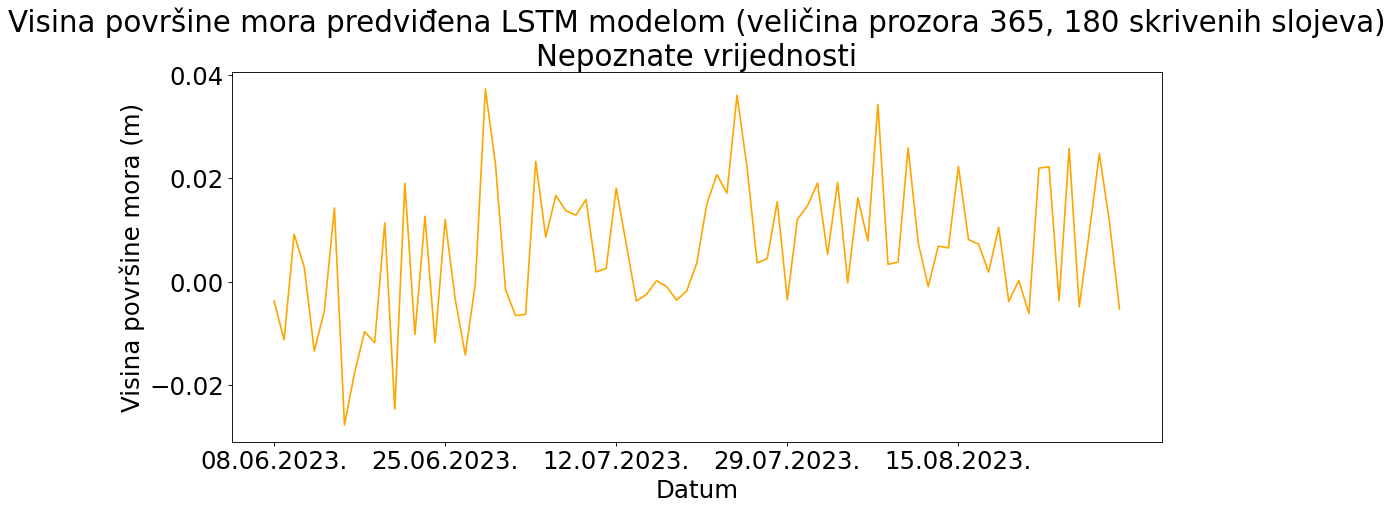 Visina površine mora predviđena LSTM modelom (veličina prozora 365, 180 skrivenih slojeva)
Nepoznate vrijednosti
0.04
0.02
0.00
−0.02
Visina površine mora (m)
08.06.2023.
25.06.2023.
12.07.2023.
29.07.2023.
15.08.2023.
Datum